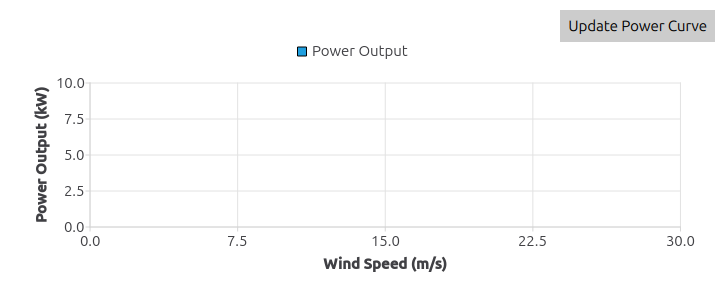 Update Power Curve
Power Output
Power Output (kW)
10.0
7.5
5.0
2.5
0.0
0.0 7.5 15.0 22.5 30.0
Wind Speed (m/s)